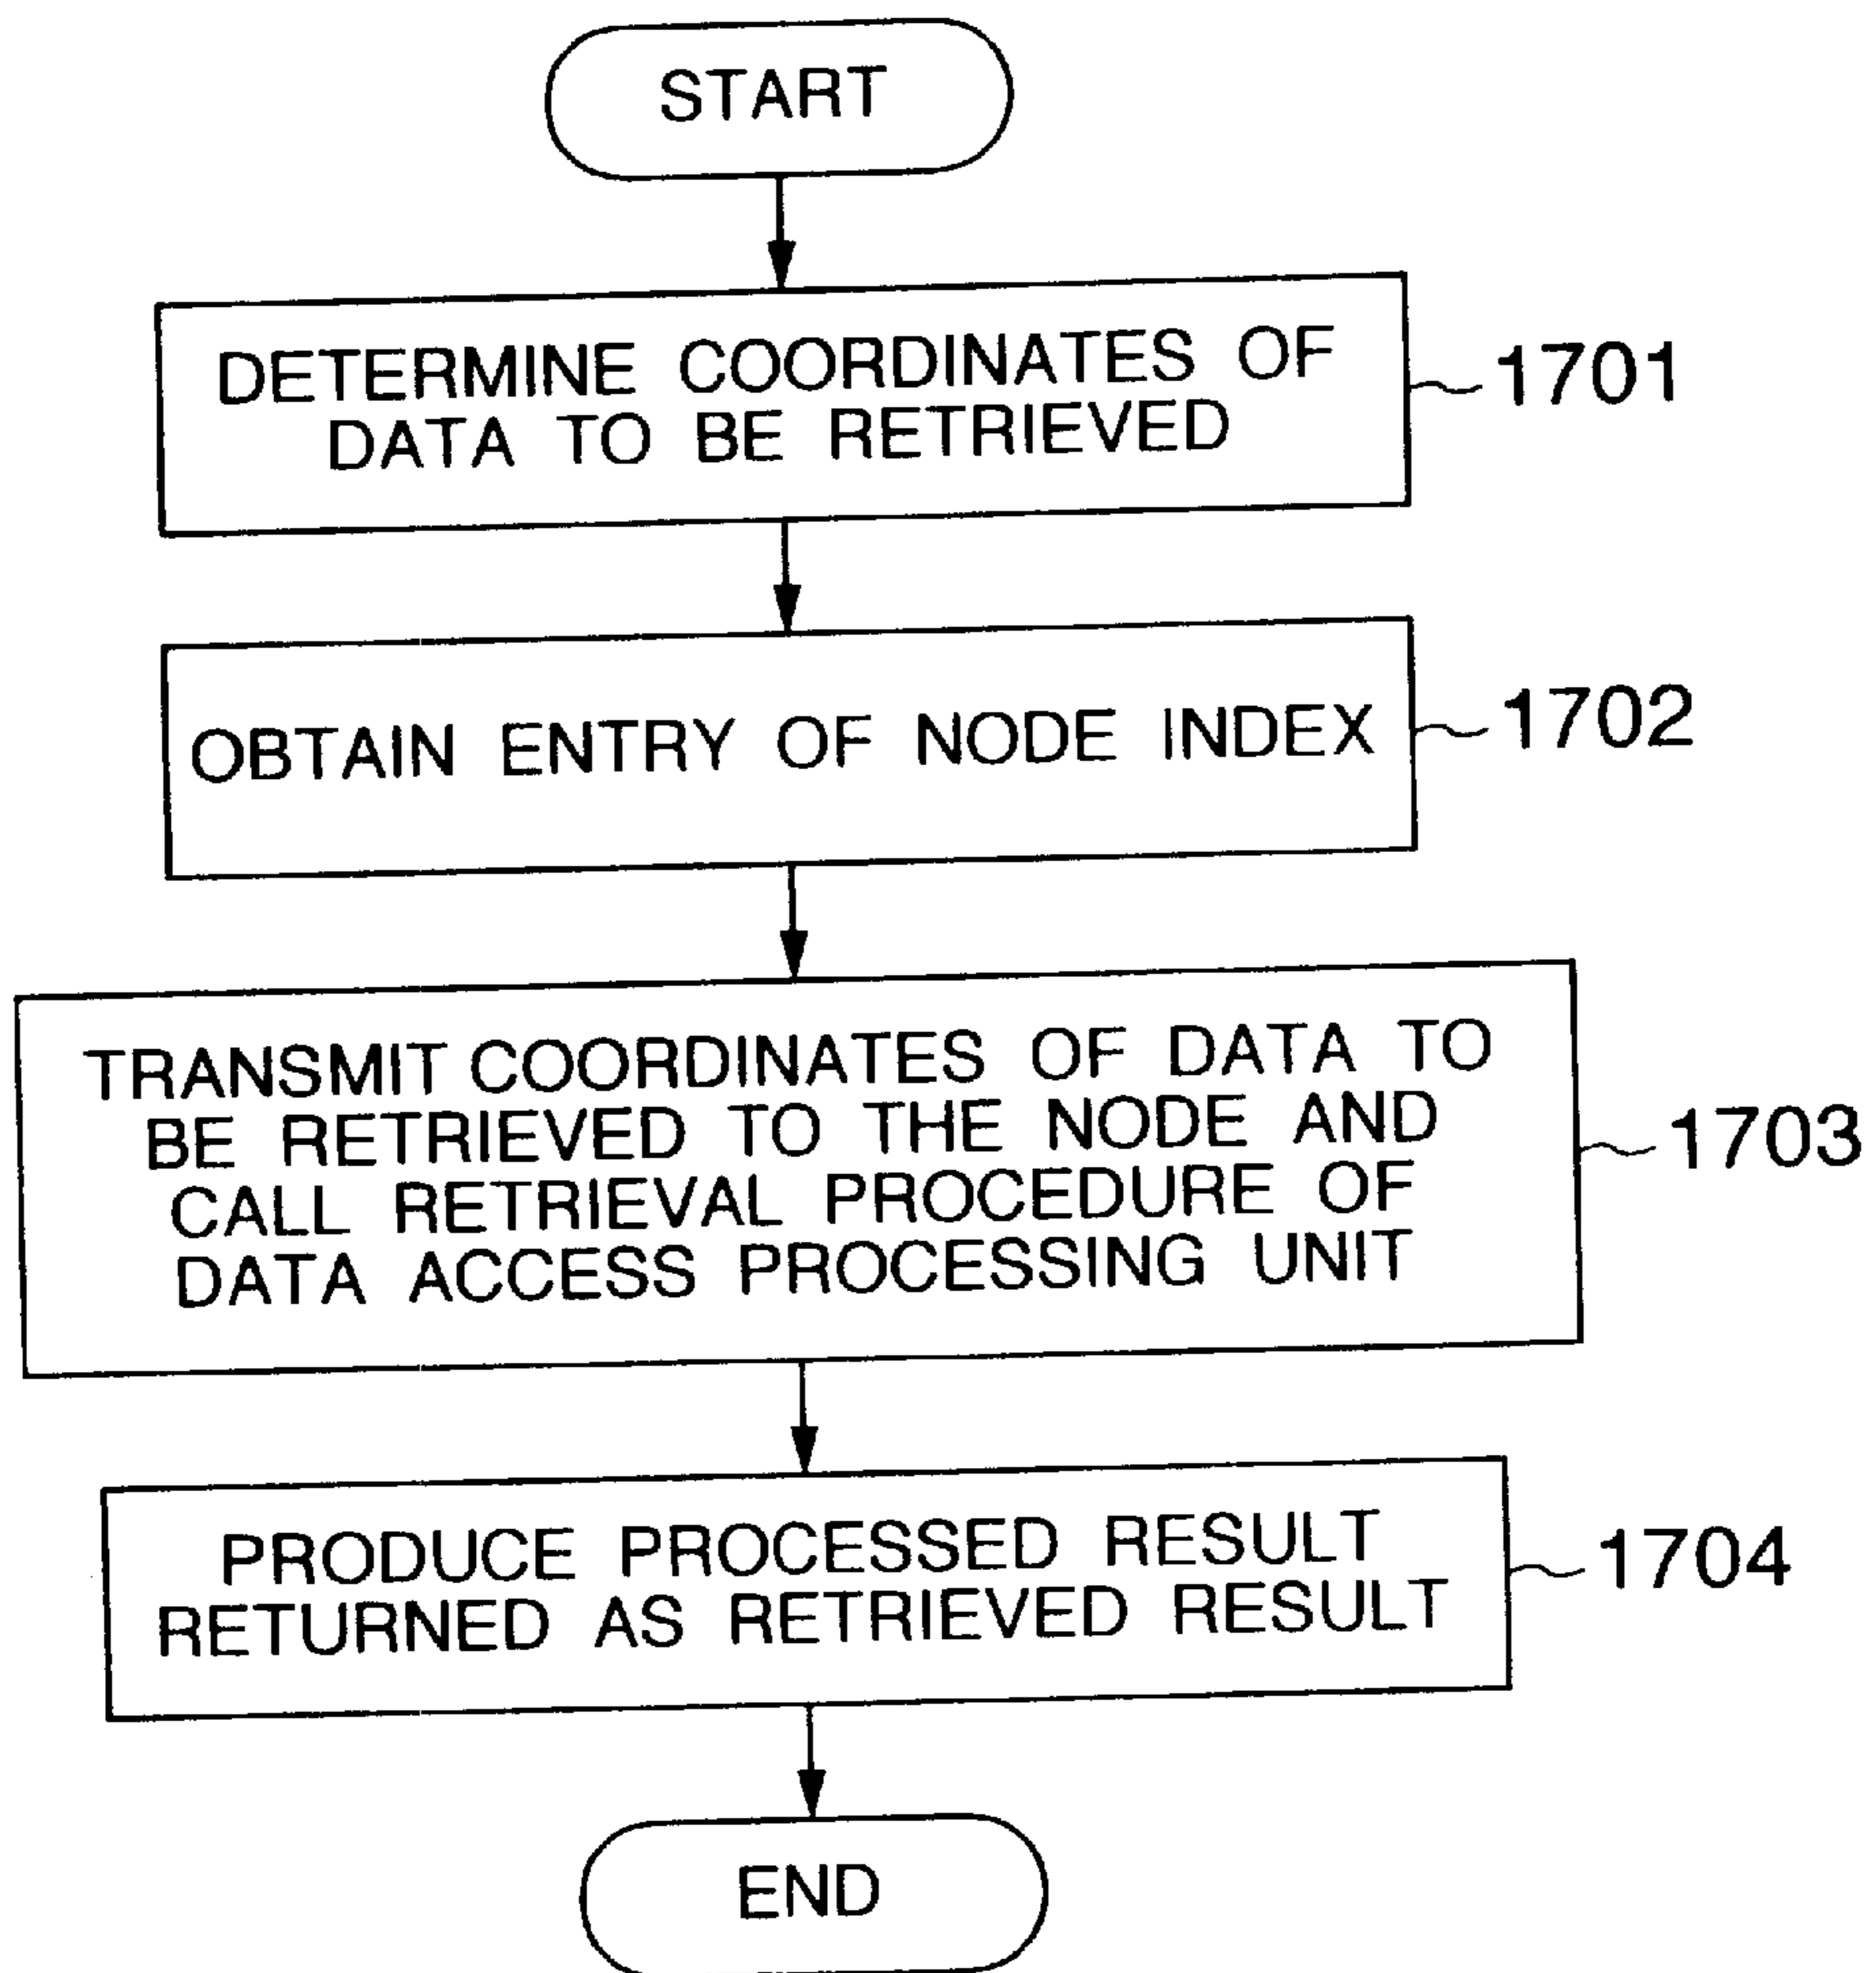 START
DETERMINE COORDINATES OF
DATA TO BE RETRIEVED
1701
OBTAIN ENTRY OF NODE INDEX
1702
TRANSMIT COORDINATES OF DATA TO
BE RETRIEVED TO THE NODE AND
CALL RETRIEVAL PROCEDURE OF
DATA ACCESS PROCESSING UNIT
1703
PRODUCE PROCESSED RESULT
RETURNED AS RETRIEVED RESULT
1704
END